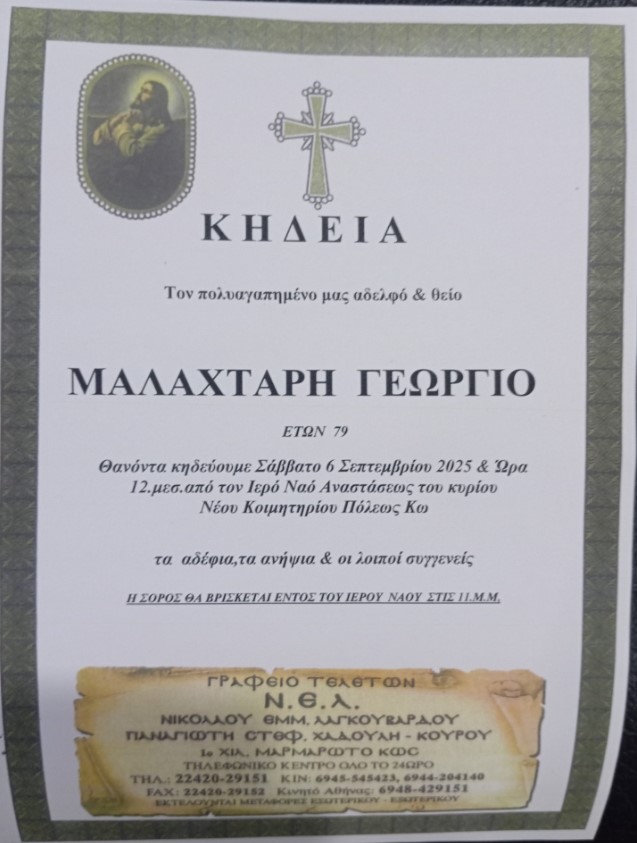 ΚΗΔΕΙΑ
Τον πολυαγαπημένο μας αδελφό & θείο
ΜΑΛΑΧΤΑΡΗ ΓΕΩΡΓΙΟ
ΕΤΩΝ 79
Θανόντα κηδεύουμε Σάββατο 6 Σεπτεμβρίου 2025 & Ώρα
12.μεσ.από τον Ιερό Ναό Αναστάσεως του κυρίου
Νέου Κοιμητηρίου Πόλεως Κω
τα αδέφια,τα ανήψια & οι λοιποί συγγενείς
Η ΣΟΡΟΣ ΘΑ ΒΡΙΣΚΕΤΑΙ ΕΝΤΟΣ ΤΟΥ ΙΕΡΟΥ ΝΑΟΥ ΣΤΙΣ 11.Μ.Μ.
ΓΡΑΦΕΙΟ ΤΕΛΕΤΩΝ
Ν.Ε.Λ.
ΝΙΚΟΛΑΟΥ ΕΜΜ. ΛΑΓΚΟΥΒΑΡΔΟΥ
ΠΑΝΑΓΙΩΤΗ ΣΤΕΦ. ΧΑΔΟΥΛΗ - ΚΟΥΡΟΥ
1ο ΧΙΛ. ΜΑΡΜΑΡΩΤΟ ΚΩΣ
ΤΗΛΕΦΩΝΙΚΟ ΚΕΝΤΡΟ ΟΛΟ ΤΟ 24ΩΡΟ
ΤΗΛ.: 22420-29151 ΚΙΝ: 6945-545423, 6944-204140
FAX: 22420-29152 Κινητό Αθήνας: 6948-429151
ΕΚΤΕΛΟΥΝΤΑΙ ΜΕΤΑΦΟΡΕΣ ΕΣΩΤΕΡΙΚΟΥ - ΕΞΩΤΕΡΙΚΟΥ